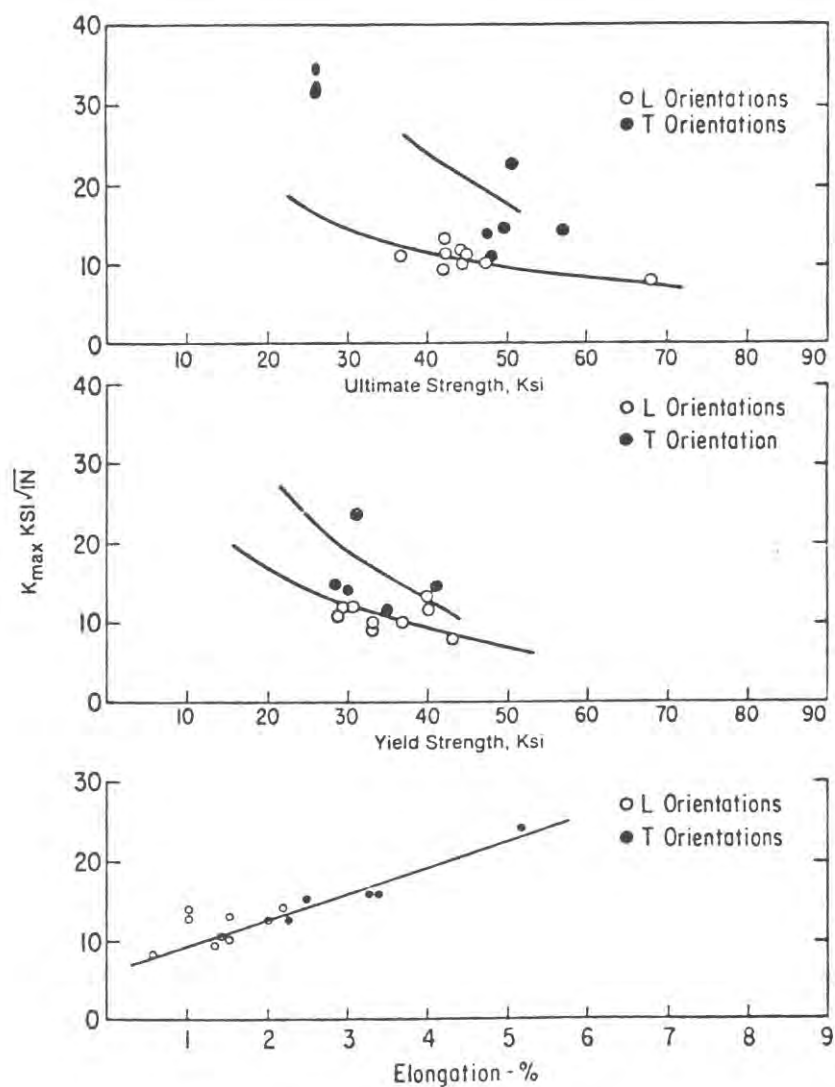 40
30
20
10
0
○ L Orientations
● T Orientations
10 20 30 40 50 60 70 80 90
Ultimate Strength, Ksi
40
30
20
10
0
○ L Orientations
● T Orientation
10 20 30 40 50 60 70 80 90
Yield Strength, Ksi
K max KSI √IN
30
20
10
0
○ L Orientations
● T Orientations
1 2 3 4 5 6 7 8 9
Elongation - %